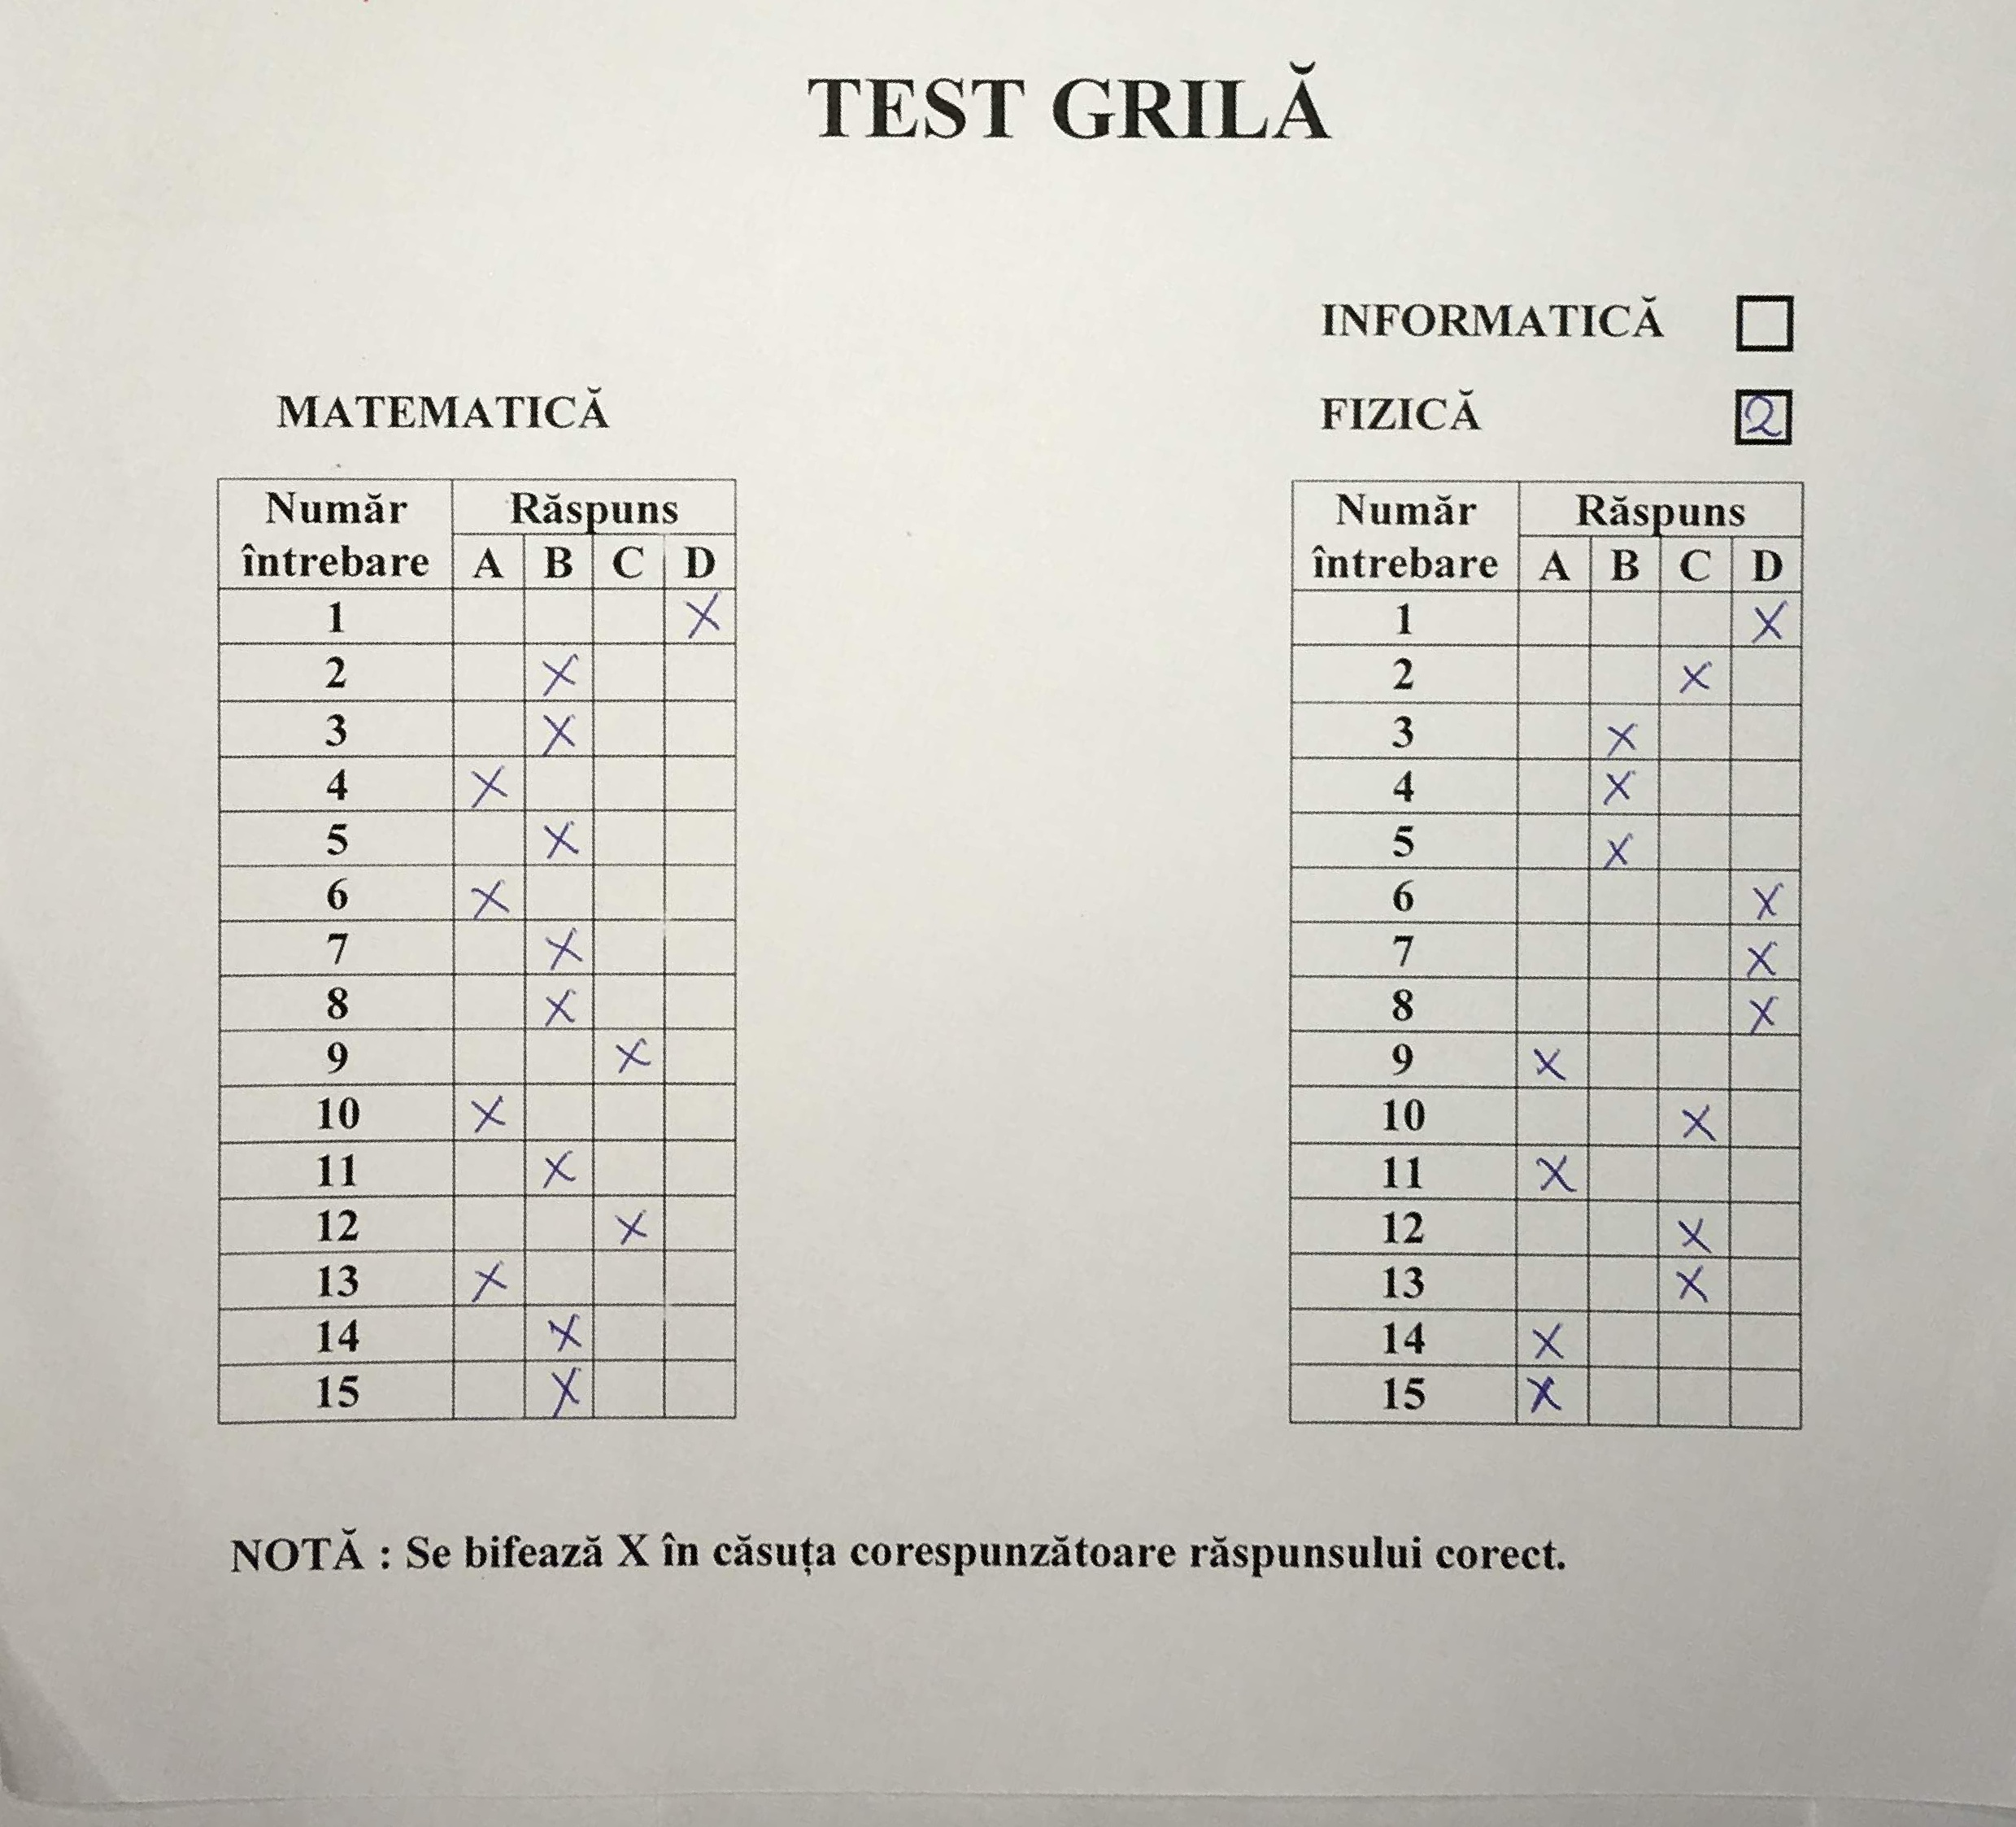 TEST GRILĂ
INFORMATICĂ
MATEMATICĂ
FIZICĂ 2
Număr întrebare Răspuns
A B C D
1 X
2 X
3 X
4 X
5 X
6 X
7 X
8 X
9 X
10 X
11 X
12 X
13 X
14 X
15 X
Număr întrebare Răspuns
A B C D
1 X
2 X
3 X
4 X
5 X
6 X
7 X
8 X
9 X
10 X
11 X
12 X
13 X
14 X
15 X
NOTĂ : Se bifează X în căsuța corespunzătoare răspunsului corect.